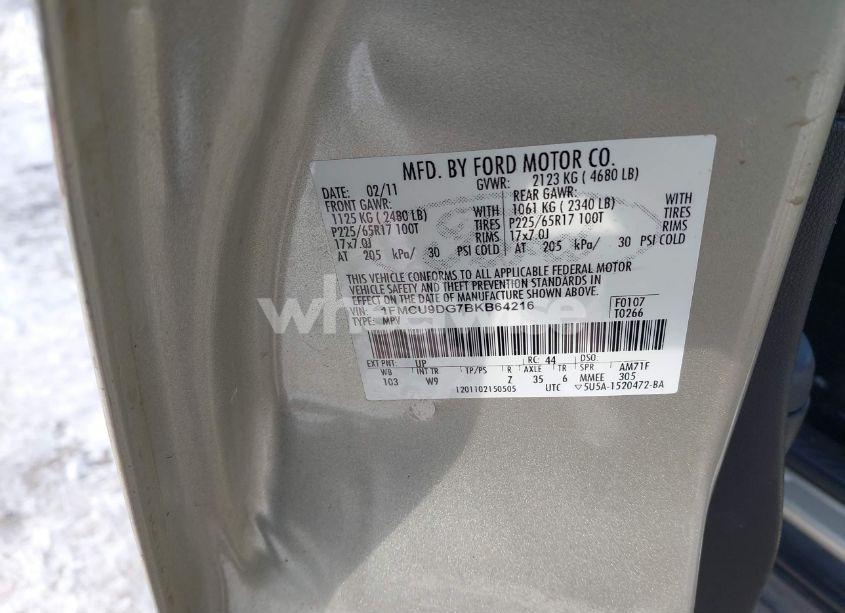 MFD. BY FORD MOTOR CO.
DATE: 02/11 GVWR: 2123 KG ( 4680 LB)
FRONT GAWR: REAR GAWR:
1125 KG ( 2480 LB) WITH 1061 KG ( 2340 LB) WITH
P225/65R17 100T TIRES P225/65R17 100T TIRES
17x7.0J RIMS 17x7.0J RIMS
AT 205 kPa/ 30 PSI COLD AT 205 kPa/ 30 PSI COLD
THIS VEHICLE CONFORMS TO ALL APPLICABLE FEDERAL MOTOR
VEHICLE SAFETY AND THEFT PREVENTION STANDARDS IN
EFFECT ON THE DATE OF MANUFACTURE SHOWN ABOVE.
VIN: 1FMCU9DG7BKB64216 F0107
TYPE: MPV T0266
EXT PNT: UP RC: 44 DSO:
WB INT TR TP/PS R AXLE TR SPR AM71F
103 W9 Z 35 6 MMEE 305
1201102150505 UTC ▽5U5A-1520472-BA
wheelwise